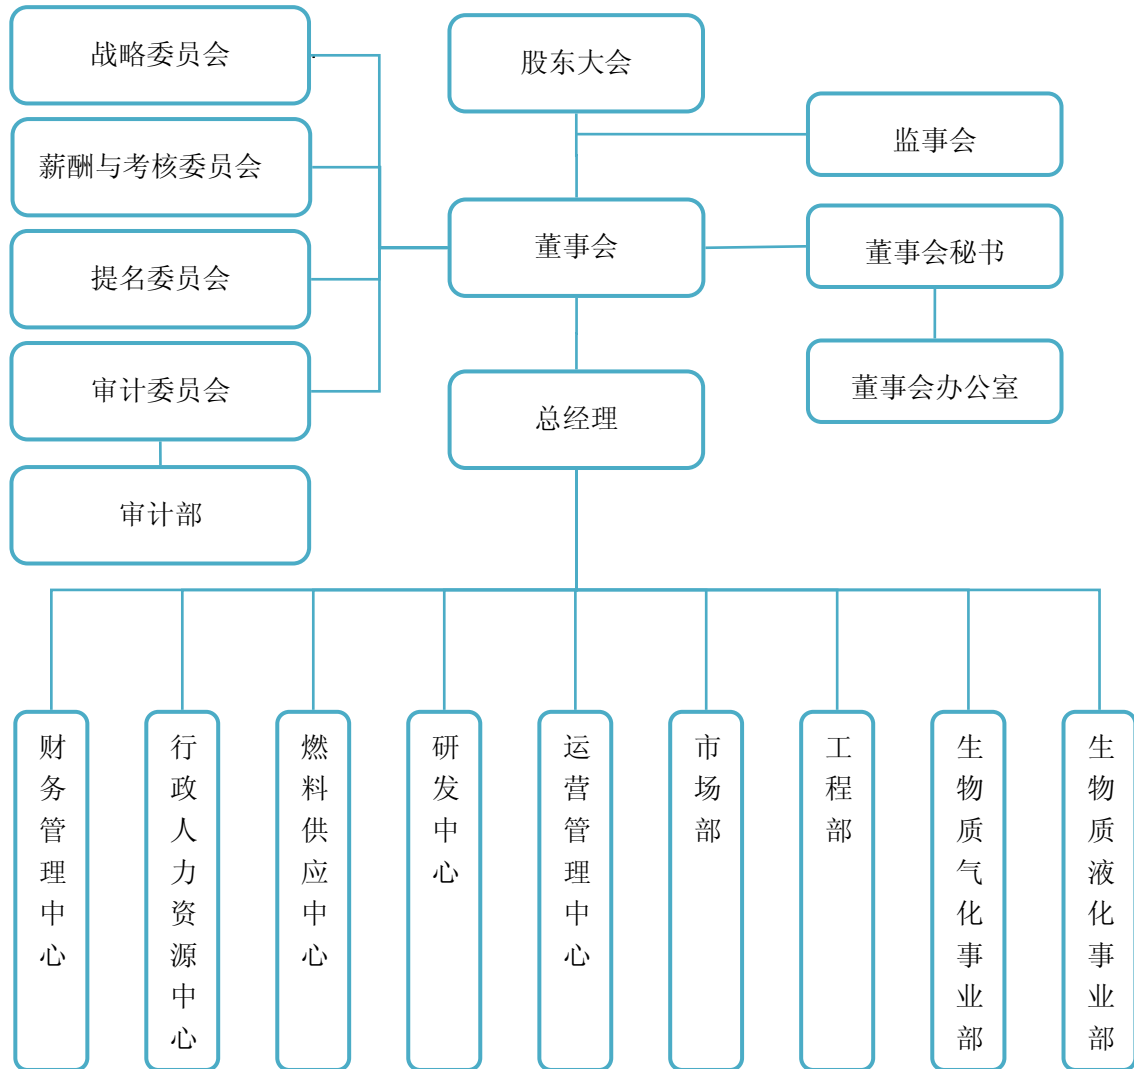 战略委员会
股东大会
监事会
薪酬与考核委员会
董事会
董事会秘书
提名委员会
审计委员会
董事会办公室
总经理
审计部
财务管理中心
行政人力资源中心
燃料供应中心
研发中心
运营管理中心
市场部
工程部
生物质气化事业部
生物质液化事业部